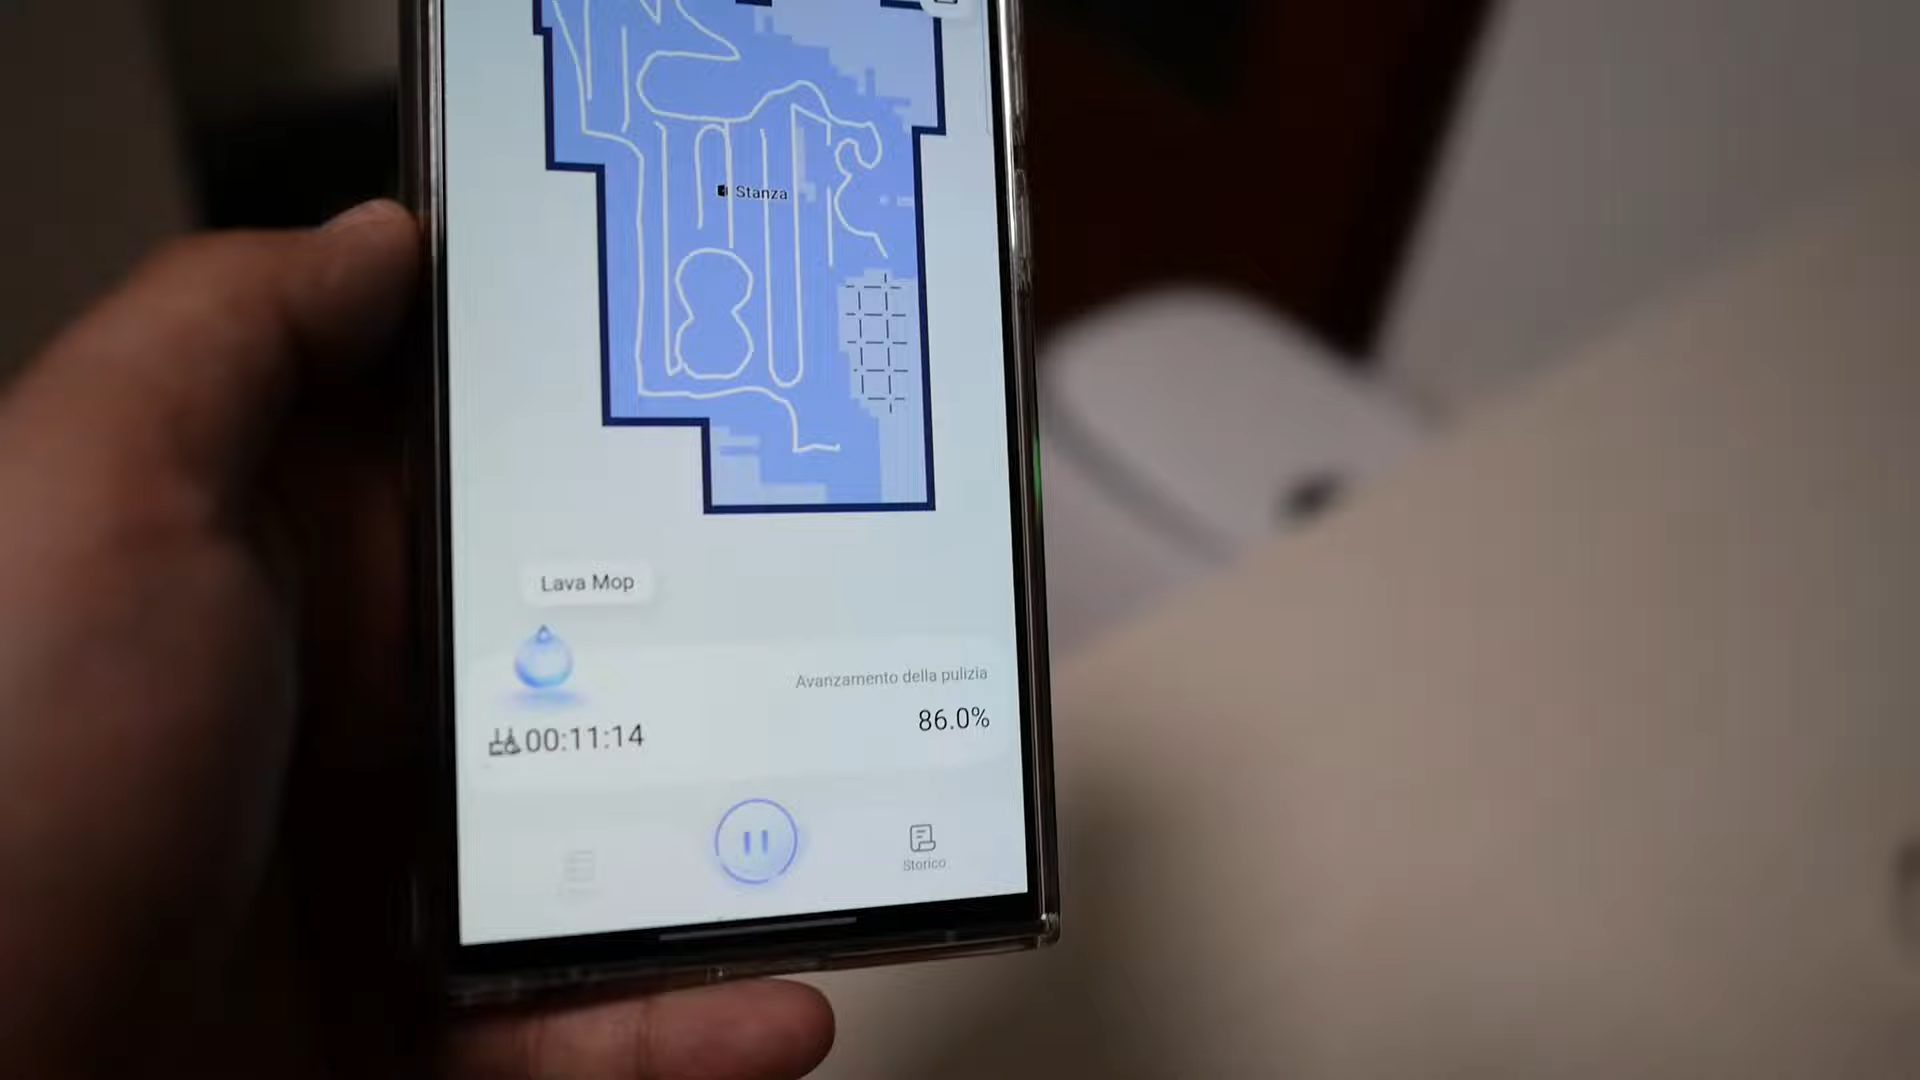 Stanza
Lava Mop
Avanzamento della pulizia
86.0%
00:11:14
Storico